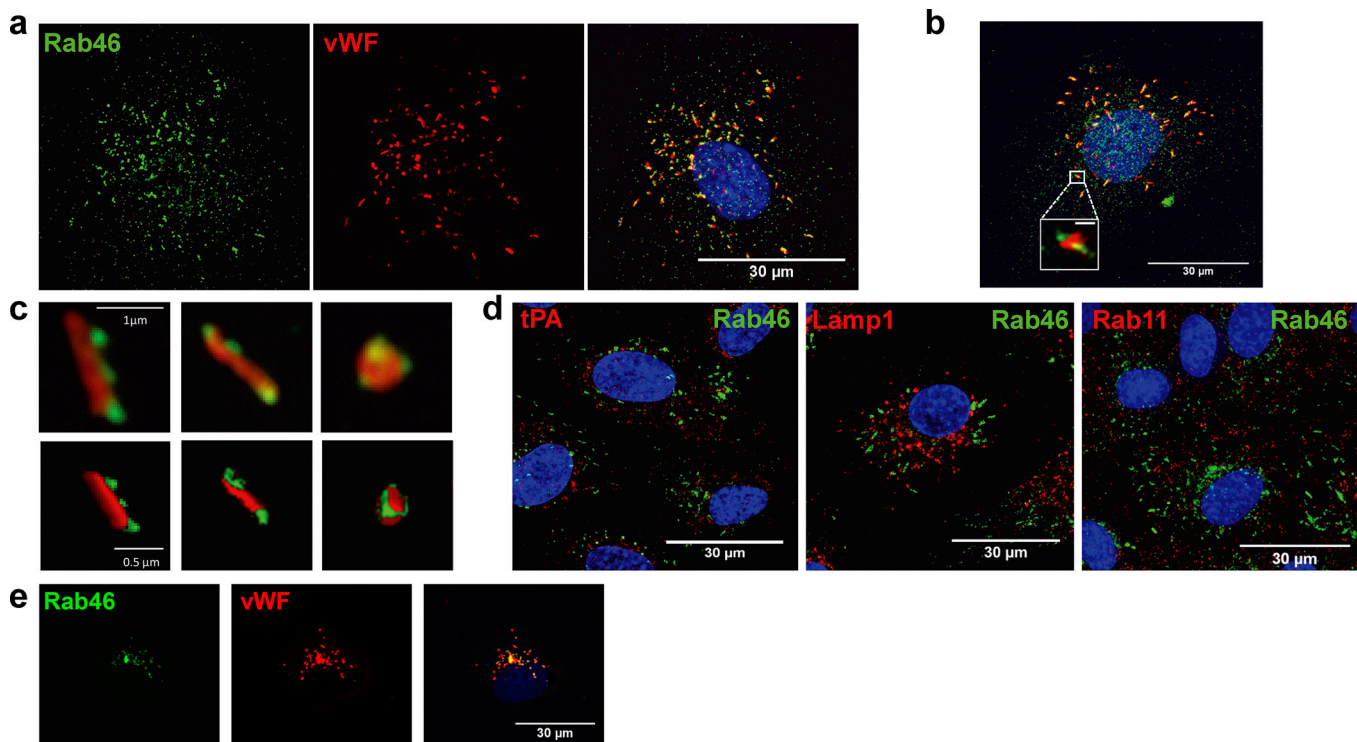 a
Rab46
vWF
30 µm
b
30 µm
c
1µm
0.5 µm
d
tPA
Rab46
30 µm
Lamp1
Rab46
30 µm
Rab11
Rab46
30 µm
e
Rab46
vWF
30 µm